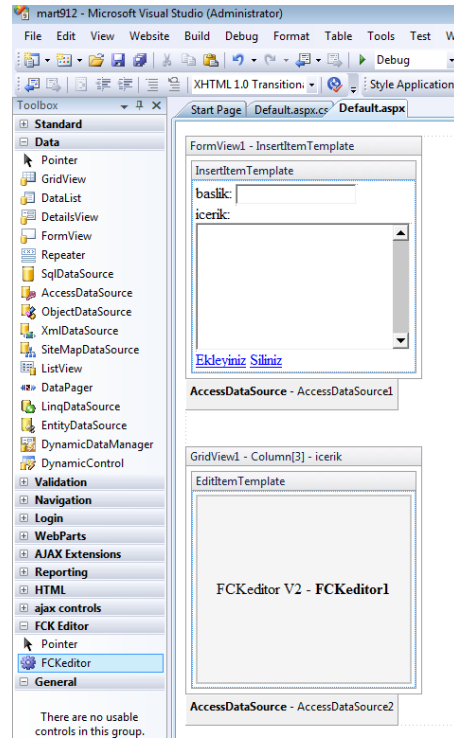 mart912 - Microsoft Visual Studio (Administrator)
File Edit View Website Build Debug Format Table Tools Test
Debug
XHTML 1.0 Transition: Style Application
Toolbox
Start Page Default.aspx.cs Default.aspx
Standard
Data
Pointer
GridView
DataList
DetailsView
FormView
Repeater
SqlDataSource
AccessDataSource
ObjectDataSource
XmlDataSource
SiteMapDataSource
ListView
DataPager
LinqDataSource
EntityDataSource
DynamicDataManager
DynamicControl
Validation
Navigation
Login
WebParts
AJAX Extensions
Reporting
HTML
ajax controls
FCK Editor
Pointer
FCKeditor
General
There are no usable
controls in this group.
FormView1 - InsertItemTemplate
InsertItemTemplate
baslik:
icerik:
Ekleyiniz Siliniz
AccessDataSource - AccessDataSource1
GridView1 - Column[3] - icerik
EditItemTemplate
FCKeditor V2 - FCKeditor1
AccessDataSource - AccessDataSource2